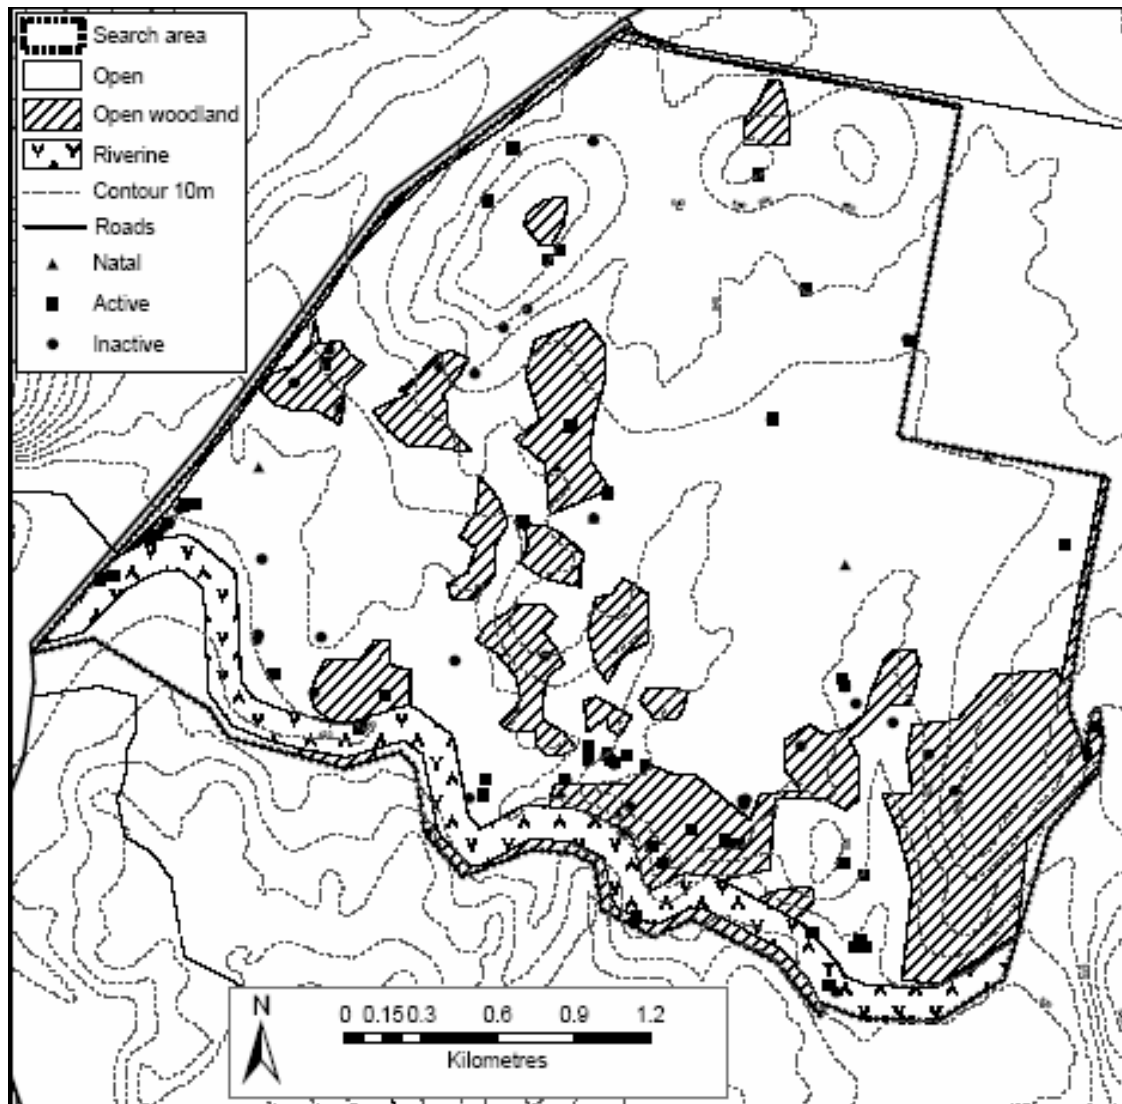 Search area
Open
Open woodland
Riverine
Contour 10m
Roads
Natal
Active
Inactive
N
0 0.15 0.3 0.6 0.9 1.2
Kilometres